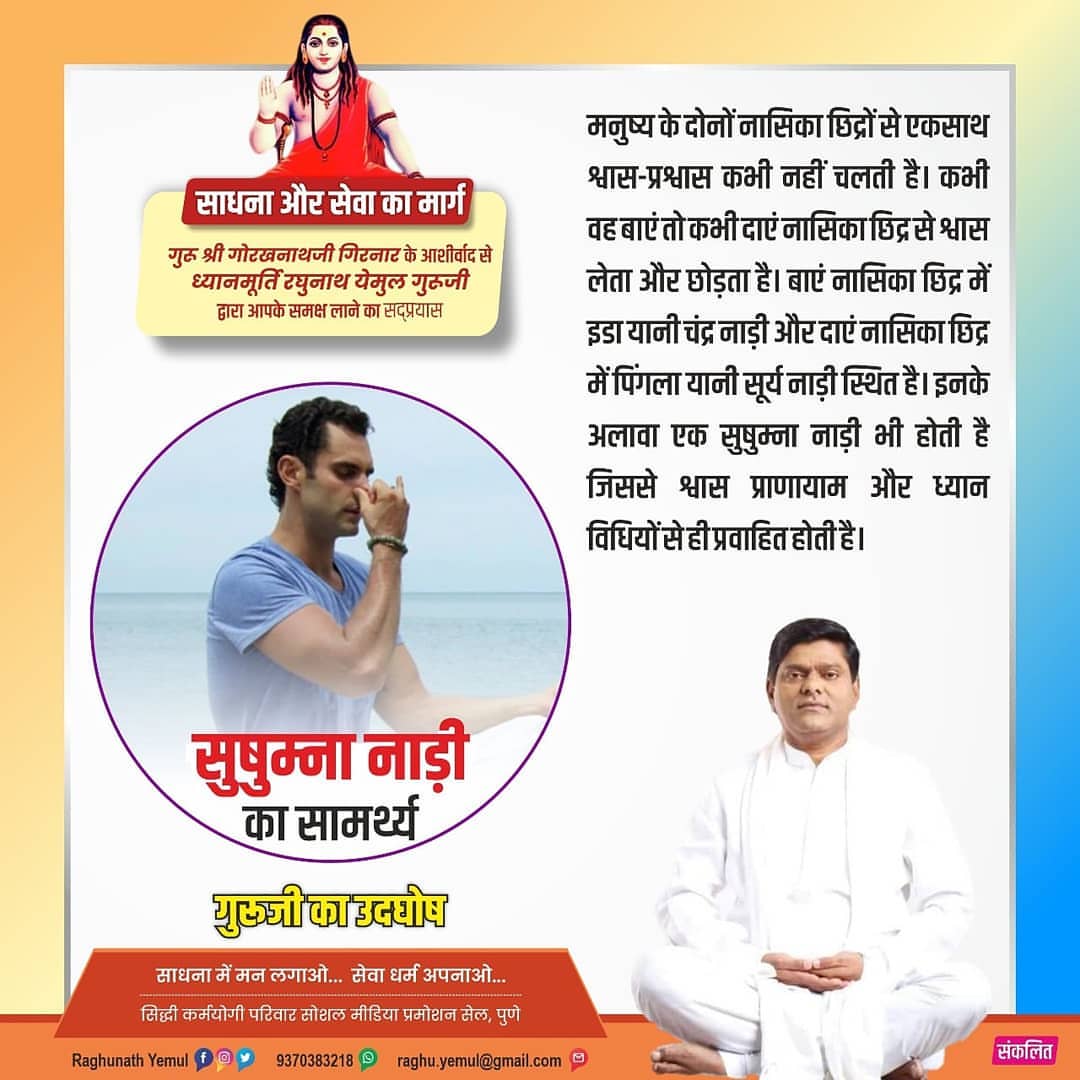 साधना और सेवा का मार्ग
गुरू श्री गोरखनाथजी गिरनार के आशीर्वाद से
ध्यानमूर्ति रघुनाथ येमुल गुरूजी
द्वारा आपके समक्ष लाने का सद्प्रयास
मनुष्य के दोनों नासिका छिद्रों से एकसाथ
श्वास-प्रश्वास कभी नहीं चलती है। कभी
वह बाएं तो कभी दाएं नासिका छिद्र से श्वास
लेता और छोड़ता है। बाएं नासिका छिद्र में
इडा यानी चंद्र नाड़ी और दाएं नासिका छिद्र
में पिंगला यानी सूर्य नाड़ी स्थित है। इनके
अलावा एक सुषुम्ना नाड़ी भी होती है
जिससे श्वास प्राणायाम और ध्यान
विधियों से ही प्रवाहित होती है।
सुषुम्ना नाड़ी
का सामर्थ्य
गुरूजी का उदघोष
साधना में मन लगाओ... सेवा धर्म अपनाओ...
सिद्धी कर्मयोगी परिवार सोशल मीडिया प्रमोशन सेल, पुणे
Raghunath Yemul 9370383218 raghu.yemul@gmail.com
संकलित